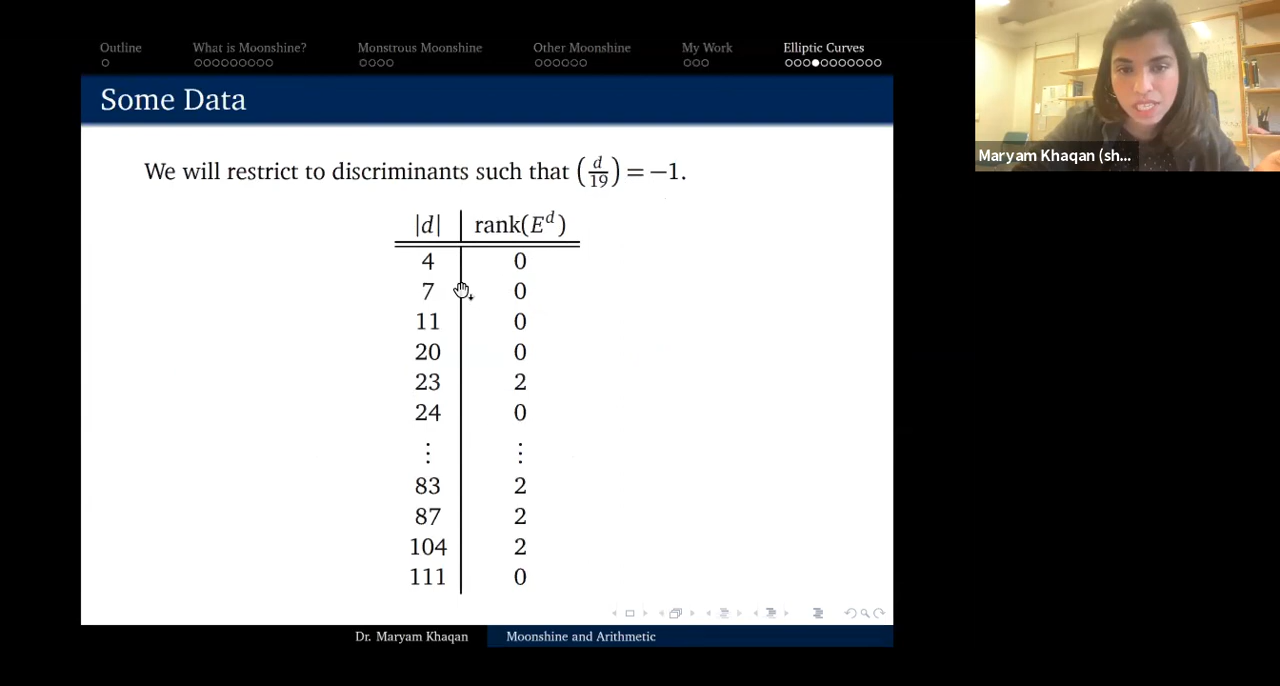 Outline What is Moonshine? Monstrous Moonshine Other Moonshine My Work Elliptic Curves
Some Data
We will restrict to discriminants such that (d/19) = −1.
|d| rank(E^d)
4 0
7 0
11 0
20 0
23 2
24 0
⋮ ⋮
83 2
87 2
104 2
111 0
Dr. Maryam Khaqan Moonshine and Arithmetic
Maryam Khaqan (sh...